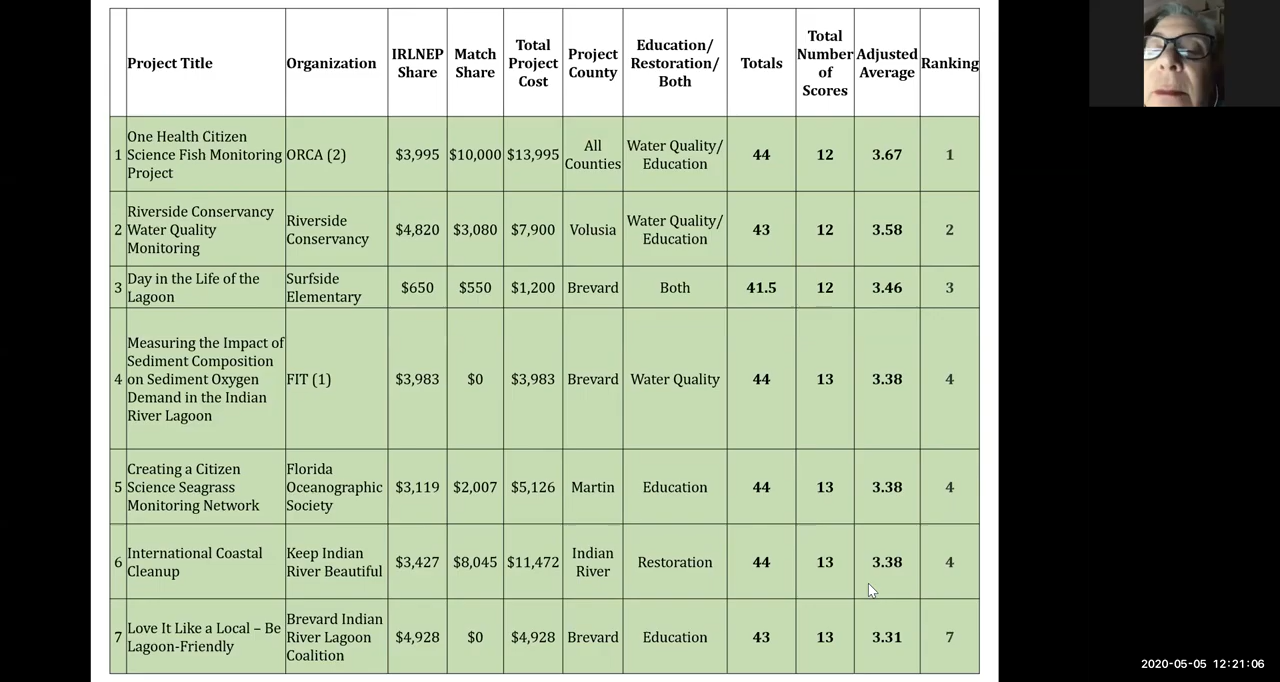 Project Title Organization IRLNEP Share Match Share Total Project Cost Project County Education/ Restoration/ Both Totals Total Number of Scores Adjusted Average Ranking
1 One Health Citizen Science Fish Monitoring Project ORCA (2) $3,995 $10,000 $13,995 All Counties Water Quality/ Education 44 12 3.67 1
2 Riverside Conservancy Water Quality Monitoring Riverside Conservancy $4,820 $3,080 $7,900 Volusia Water Quality/ Education 43 12 3.58 2
3 Day in the Life of the Lagoon Surfside Elementary $650 $550 $1,200 Brevard Both 41.5 12 3.46 3
4 Measuring the Impact of Sediment Composition on Sediment Oxygen Demand in the Indian River Lagoon FIT (1) $3,983 $0 $3,983 Brevard Water Quality 44 13 3.38 4
5 Creating a Citizen Science Seagrass Monitoring Network Florida Oceanographic Society $3,119 $2,007 $5,126 Martin Education 44 13 3.38 4
6 International Coastal Cleanup Keep Indian River Beautiful $3,427 $8,045 $11,472 Indian River Restoration 44 13 3.38 4
7 Love It Like a Local – Be Lagoon-Friendly Brevard Indian River Lagoon Coalition $4,928 $0 $4,928 Brevard Education 43 13 3.31 7
2020-05-05 12:21:06